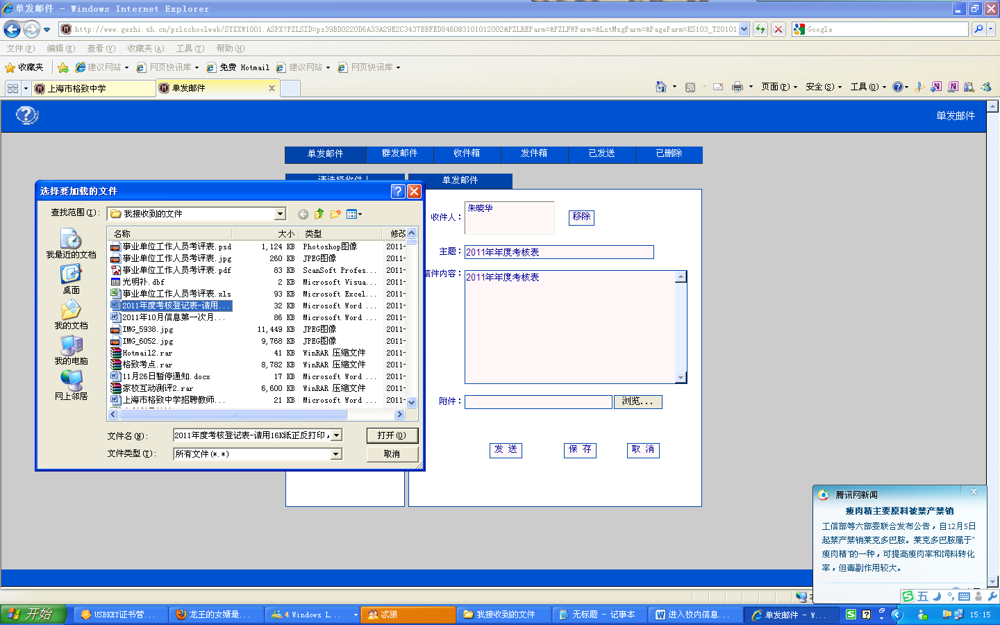 单发邮件 - Windows Internet Explorer
http://www.gezhi.sh.cn/pzlschoolweb/SYXXW1001.ASPX?PZLSID=pz39BD0220D6A33A29E2C3437BBFED8460@3101012002&PZLREParm=&PZLFWParm=&LstMsgParm=&PageParm=KS103_T20101
Google
文件(F) 编辑(E) 查看(V) 收藏夹(A) 工具(T) 帮助(H)
收藏夹 建议网站 网页快讯库 免费 Hotmail 建议网站 网页快讯库
上海市格致中学 单发邮件 页面(P) 安全(S) 工具(O)
单发邮件
单发邮件 群发邮件 收件箱 发件箱 已发送 已删除
请选择收件人
单发邮件
收件人： 朱晓华 移除
主题： 2011年年度考核表
信件内容： 2011年年度考核表
附件： 浏览...
发 送 保 存 取 消
选择要加载的文件
查找范围(I): 我接收到的文件
我最近的文档
桌面
我的文档
我的电脑
网上邻居
名称 大小 类型 修改
事业单位工作人员考评表.psd 1,124 KB Photoshop图像 2011-
事业单位工作人员考评表.jpg 260 KB JPEG图像 2011-
事业单位工作人员考评表.pdf 83 KB ScanSoft Profes... 2011-
光明补.dbf 2 KB Microsoft Visua... 2011-
事业单位工作人员考评表.xls 93 KB Microsoft Excel... 2011-
2011年度考核登记表-请用... 32 KB Microsoft Word ... 2011-
2011年10月信息第一次月... 86 KB Microsoft Word ... 2011-
IMG_5938.jpg 11,449 KB JPEG图像 2011-
IMG_6052.jpg 9,768 KB JPEG图像 2011-
Hotmail2.rar 41 KB WinRAR 压缩文件 2011-
格致考点.rar 8,782 KB WinRAR 压缩文件 2011-
11月26日暂停通知.docx 17 KB Microsoft Word ... 2011-
家校互动测评2.rar 6,600 KB WinRAR 压缩文件 2011-
上海市格致中学招聘教师... 21 KB Microsoft Word ... 2011-
文件名(N): 2011年度考核登记表-请用16K纸正反打印， 打开(O)
文件类型(T): 所有文件(*.*) 取消
腾讯网新闻
瘦肉精主要原料被禁产禁销
工信部等六部委联合发布公告，自12月5日
起禁产禁销莱克多巴胺。莱克多巴胺属于“
瘦肉精”的一种，可提高瘦肉率和饲料转化
率，但毒副作用较大。
五
开始 USBKEY证书管... 龙王的女婿最... 4 Windows L... 忒狼 我接收到的文件 无标题 - 记事本 进入校内信息... 单发邮件 - W... 15:15